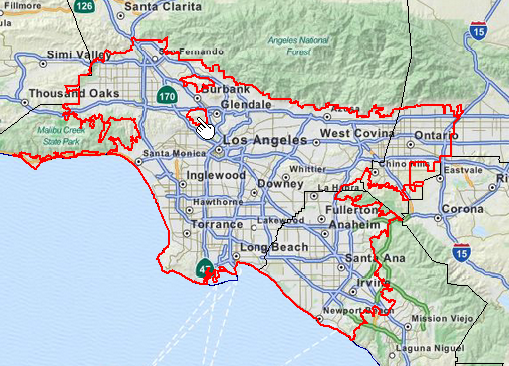 Fillmore
126
Santa Clarita
Angeles National
Forest
15
Simi Valley
San Fernando
Burbank
Thousand Oaks
170
Glendale
Azusa
Malibu Creek
State Park
Los Angeles
West Covina
Ontario
Santa Monica
Chino Hills
Eastvale
Whittier
Inglewood
Downey
La Habra
Hawthorne
Fullerton
Corona
Torrance
Lakewood
Anaheim
Long Beach
15
Santa Ana
Irvine
Newport Beach
Mission Viejo
Laguna Niguel